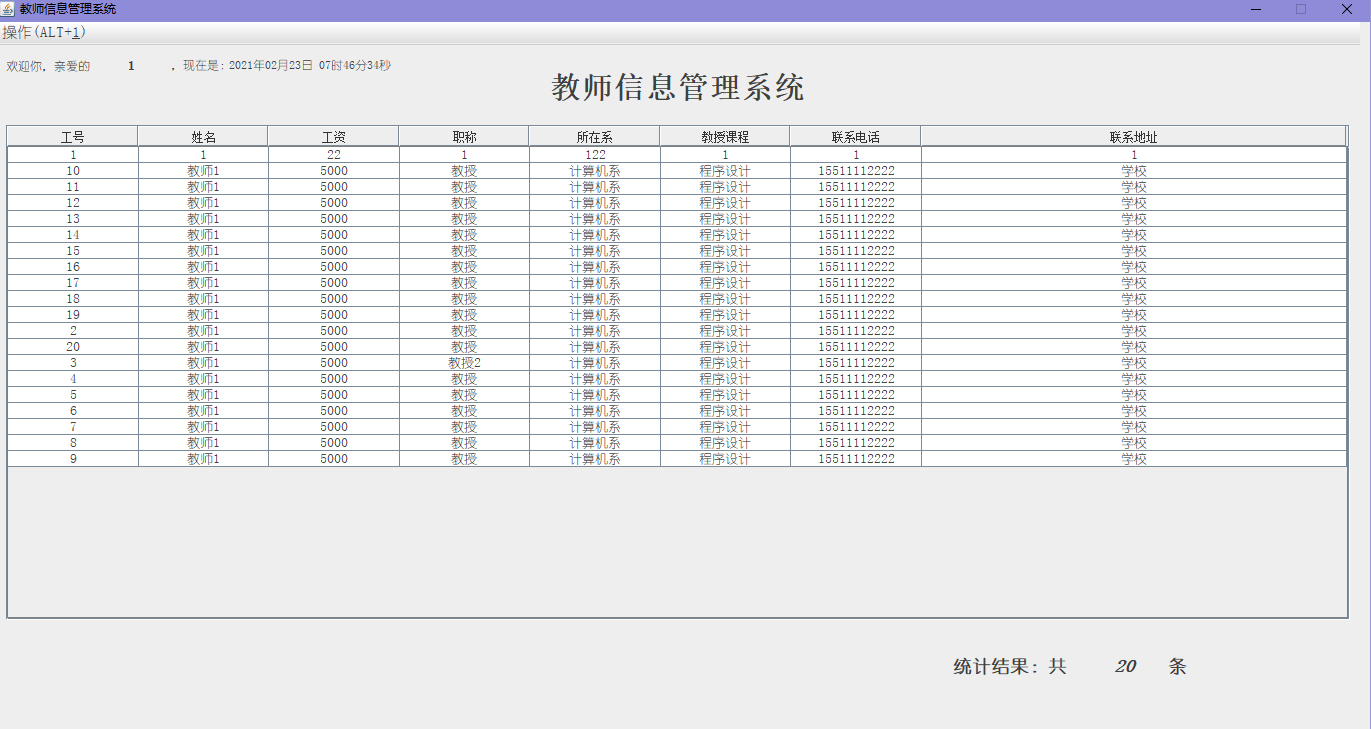 教师信息管理系统
操作(ALT+1)
欢迎你，亲爱的 1 ，现在是：2021年02月23日 07时46分34秒
教师信息管理系统
工号 姓名 工资 职称 所在系 教授课程 联系电话 联系地址
1 1 22 1 122 1 1 1
10 教师1 5000 教授 计算机系 程序设计 15511112222 学校
11 教师1 5000 教授 计算机系 程序设计 15511112222 学校
12 教师1 5000 教授 计算机系 程序设计 15511112222 学校
13 教师1 5000 教授 计算机系 程序设计 15511112222 学校
14 教师1 5000 教授 计算机系 程序设计 15511112222 学校
15 教师1 5000 教授 计算机系 程序设计 15511112222 学校
16 教师1 5000 教授 计算机系 程序设计 15511112222 学校
17 教师1 5000 教授 计算机系 程序设计 15511112222 学校
18 教师1 5000 教授 计算机系 程序设计 15511112222 学校
19 教师1 5000 教授 计算机系 程序设计 15511112222 学校
2 教师1 5000 教授 计算机系 程序设计 15511112222 学校
20 教师1 5000 教授 计算机系 程序设计 15511112222 学校
3 教师1 5000 教授2 计算机系 程序设计 15511112222 学校
4 教师1 5000 教授 计算机系 程序设计 15511112222 学校
5 教师1 5000 教授 计算机系 程序设计 15511112222 学校
6 教师1 5000 教授 计算机系 程序设计 15511112222 学校
7 教师1 5000 教授 计算机系 程序设计 15511112222 学校
8 教师1 5000 教授 计算机系 程序设计 15511112222 学校
9 教师1 5000 教授 计算机系 程序设计 15511112222 学校
统计结果：共 20 条